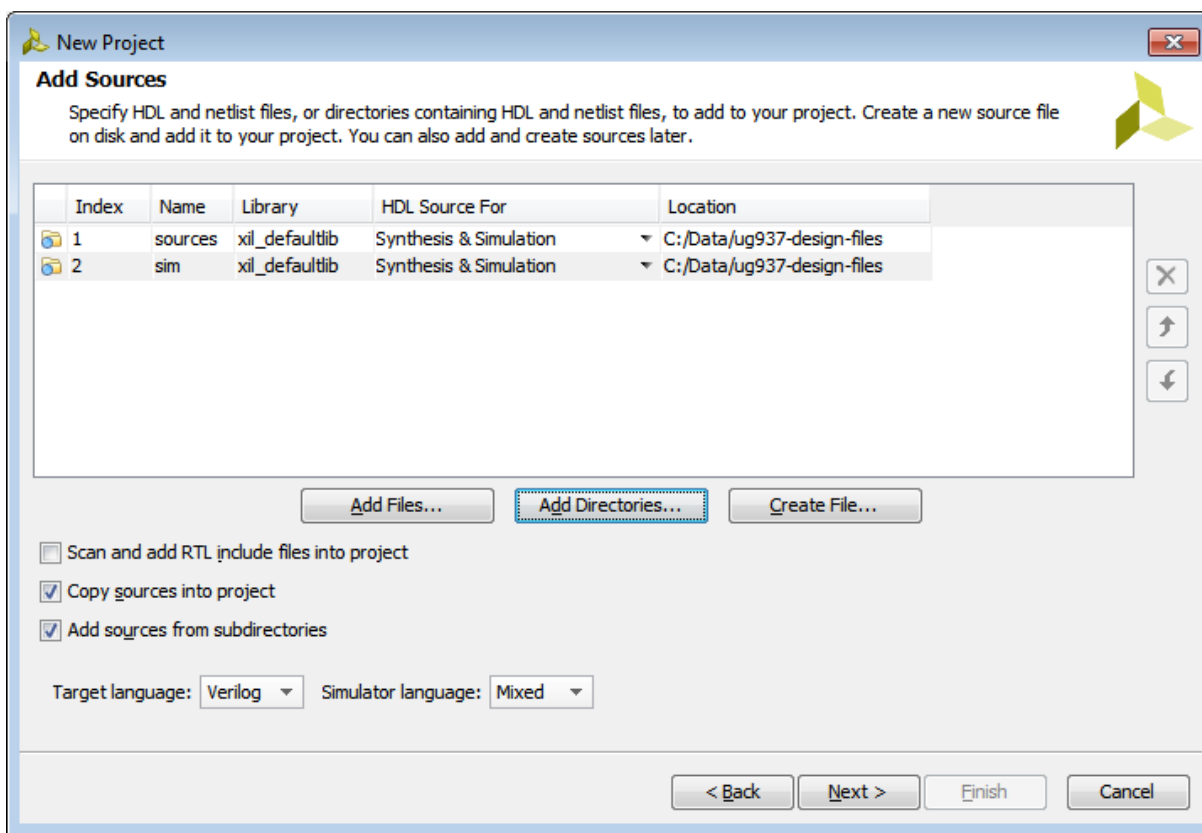 New Project
Add Sources
Specify HDL and netlist files, or directories containing HDL and netlist files, to add to your project. Create a new source file
on disk and add it to your project. You can also add and create sources later.
Index Name Library HDL Source For Location
1 sources xil_defaultlib Synthesis & Simulation C:/Data/ug937-design-files
2 sim xil_defaultlib Synthesis & Simulation C:/Data/ug937-design-files
Add Files... Add Directories... Create File...
Scan and add RTL include files into project
Copy sources into project
Add sources from subdirectories
Target language: Verilog Simulator language: Mixed
< Back Next > Finish Cancel